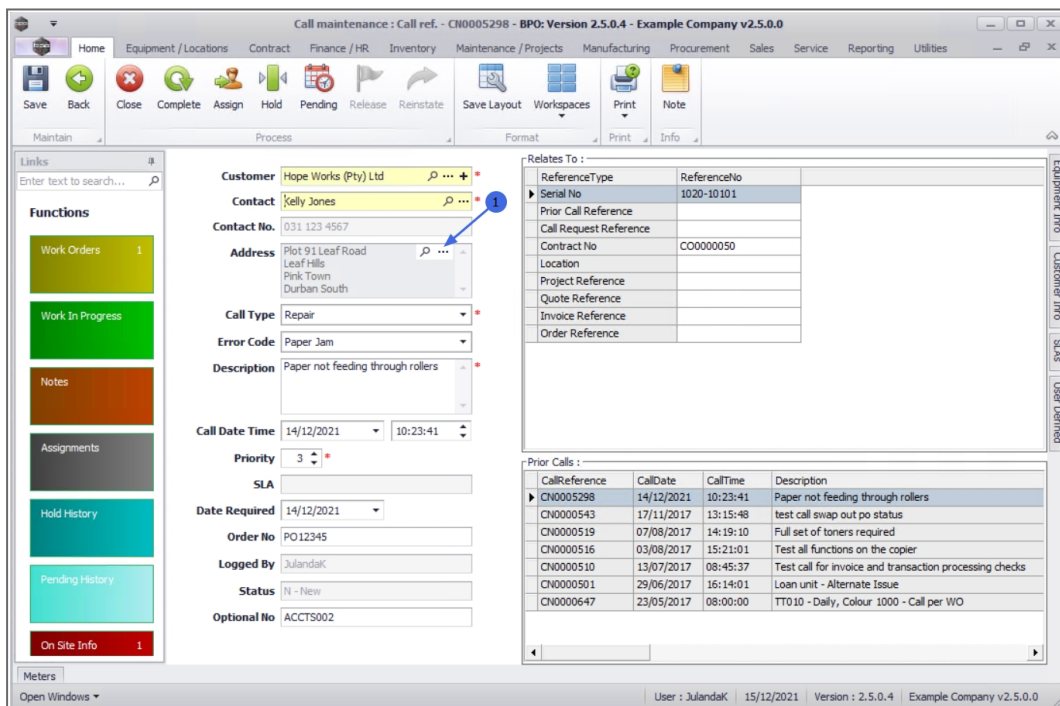 Call maintenance : Call ref. - CN0005298 - BPO: Version 2.5.0.4 - Example Company v2.5.0.0
Home Equipment / Locations Contract Finance / HR Inventory Maintenance / Projects Manufacturing Procurement Sales Service Reporting Utilities
Save Back Close Complete Assign Hold Pending Release Reinstate Save Layout Workspaces Print Note
Maintain Process Format Print Info
Links
Enter text to search...
Functions
Work Orders 1
Work In Progress
Notes
Assignments
Hold History
Pending History
On Site Info 1
Customer Hope Works (Pty) Ltd *
Contact Kelly Jones *
1
Contact No. 031 123 4567
Address Plot 91 Leaf Road
Leaf Hills
Pink Town
Durban South
Call Type Repair *
Error Code Paper Jam
Description Paper not feeding through rollers *
Call Date Time 14/12/2021 10:23:41
Priority 3 *
SLA
Date Required 14/12/2021
Order No PO12345
Logged By JulandaK
Status N - New
Optional No ACCTS002
Relates To :
ReferenceType ReferenceNo
Serial No 1020-10101
Prior Call Reference
Call Request Reference
Contract No CO0000050
Location
Project Reference
Quote Reference
Invoice Reference
Order Reference
Prior Calls :
CallReference CallDate CallTime Description
CN0005298 14/12/2021 10:23:41 Paper not feeding through rollers
CN0000543 17/11/2017 13:15:48 test call swap out po status
CN0000519 07/08/2017 14:19:10 Full set of toners required
CN0000516 03/08/2017 15:21:01 Test all functions on the copier
CN0000510 13/07/2017 08:45:37 Test call for invoice and transaction processing checks
CN0000501 29/06/2017 16:14:01 Loan unit - Alternate Issue
CN0000647 23/05/2017 08:00:00 TT010 - Daily, Colour 1000 - Call per WO
Equipment Info
Customer Info
SLAs
User Defined
Meters
Open Windows
User : JulandaK 15/12/2021 Version : 2.5.0.4 Example Company v2.5.0.0